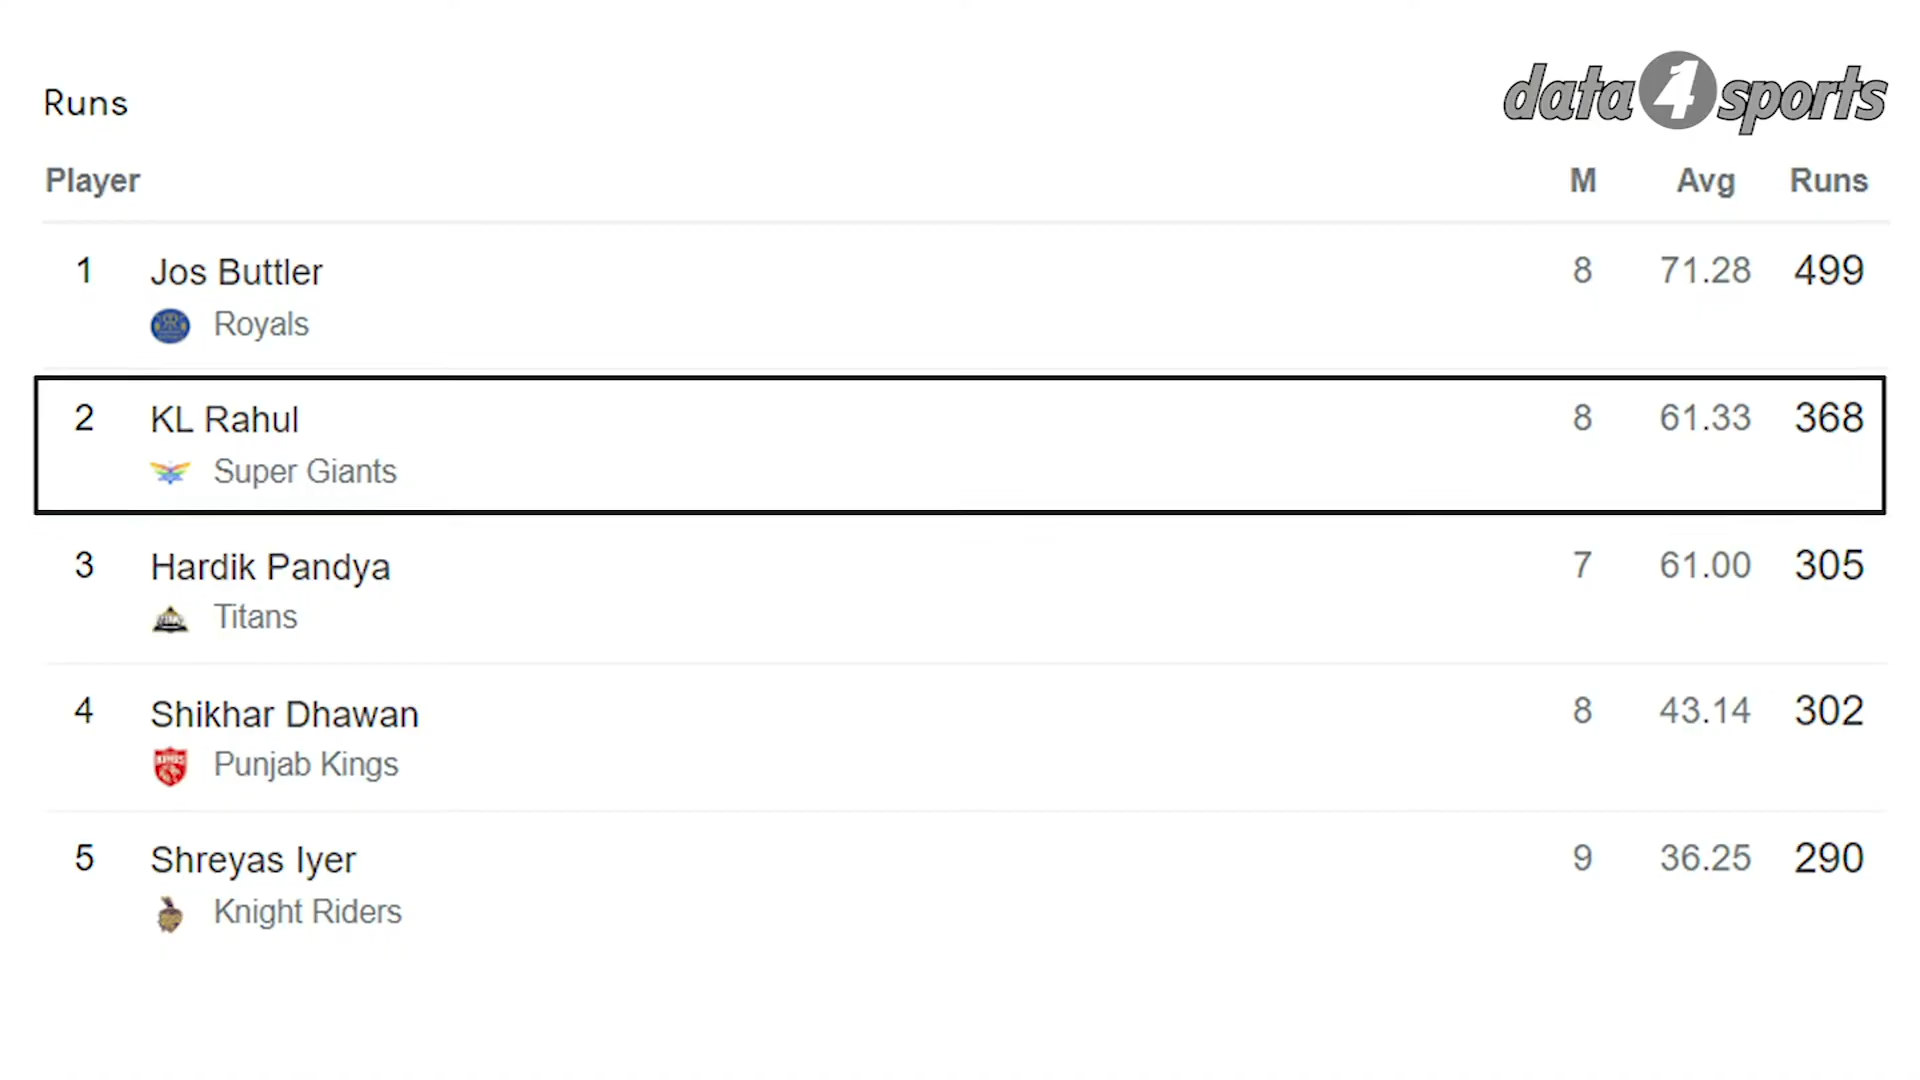 data4sports
Runs
Player M Avg Runs
1 Jos Buttler 8 71.28 499
Royals
2 KL Rahul 8 61.33 368
Super Giants
3 Hardik Pandya 7 61.00 305
Titans
4 Shikhar Dhawan 8 43.14 302
Punjab Kings
5 Shreyas Iyer 9 36.25 290
Knight Riders